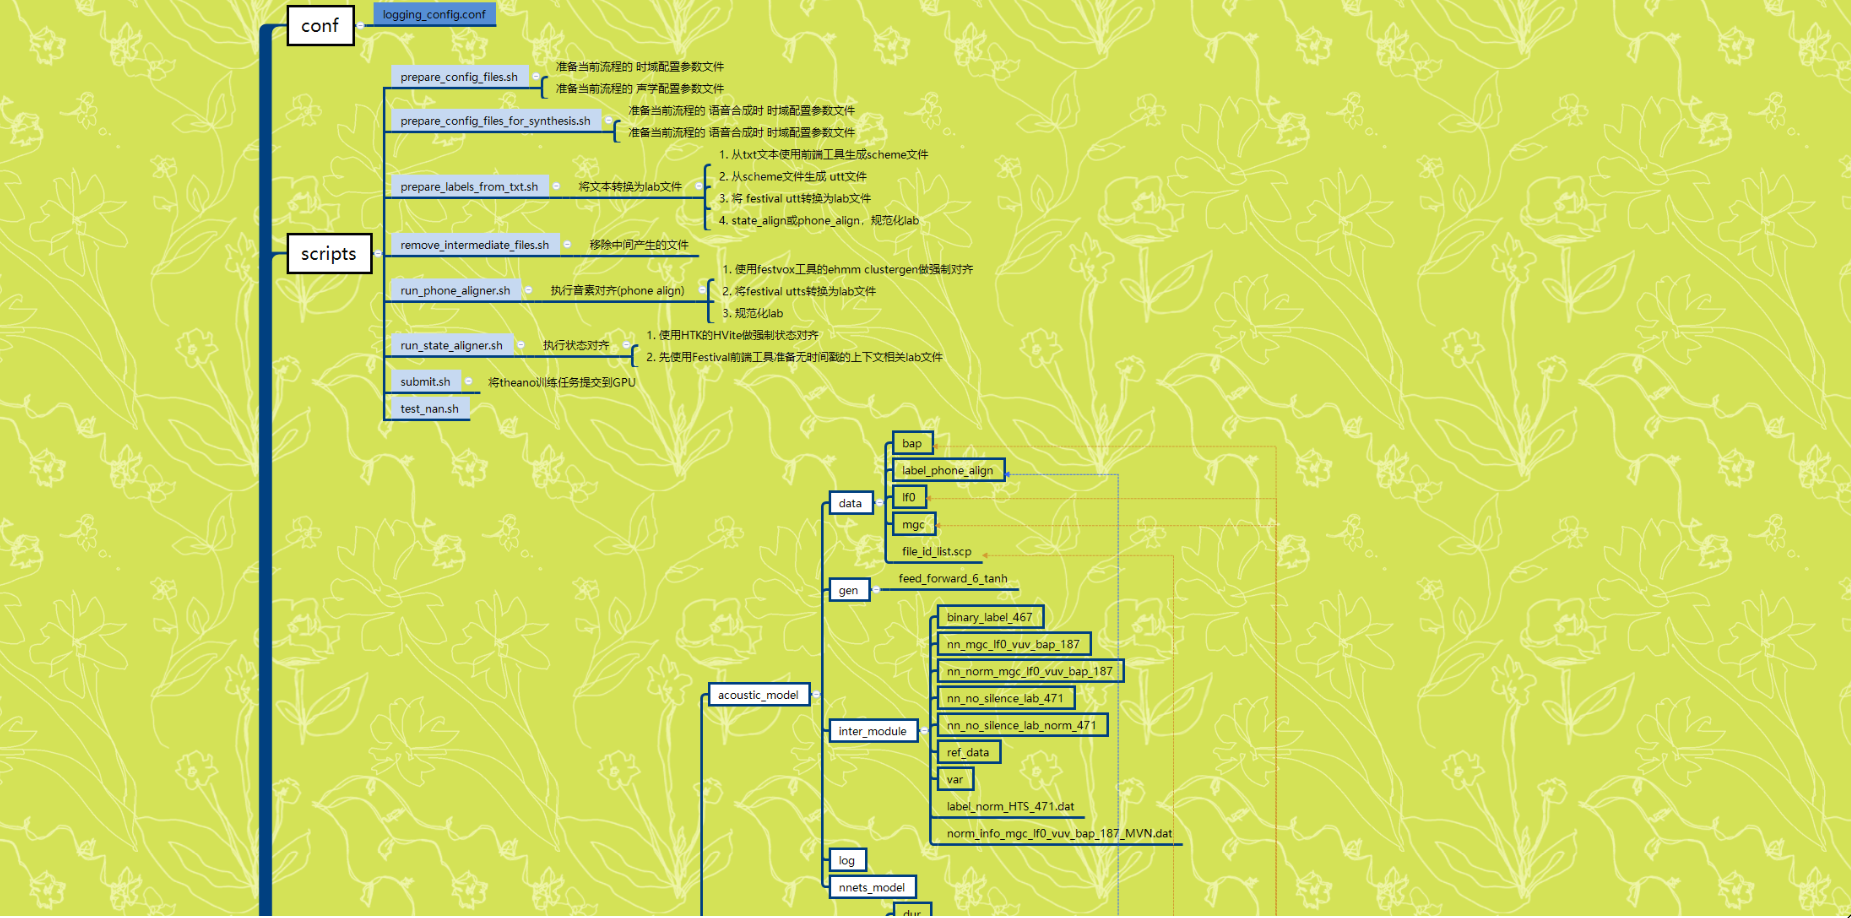 conf
logging_config.conf
scripts
prepare_config_files.sh
准备当前流程的 时域配置参数文件
准备当前流程的 声学配置参数文件
prepare_config_files_for_synthesis.sh
准备当前流程的 语音合成时 时域配置参数文件
准备当前流程的 语音合成时 时域配置参数文件
prepare_labels_from_txt.sh
将文本转换为lab文件
1. 从txt文本使用前端工具生成scheme文件
2. 从scheme文件生成 utt文件
3. 将 festival utt转换为lab文件
4. state_align或phone_align，规范化lab
remove_intermediate_files.sh
移除中间产生的文件
run_phone_aligner.sh
执行音素对齐(phone align)
1. 使用festvox工具的ehmm clustergen做强制对齐
2. 将festival utts转换为lab文件
3. 规范化lab
run_state_aligner.sh
执行状态对齐
1. 使用HTK的HVite做强制状态对齐
2. 先使用Festival前端工具准备无时间戳的上下文相关lab文件
submit.sh
将theano训练任务提交到GPU
test_nan.sh
acoustic_model
data
bap
label_phone_align
lf0
mgc
file_id_list.scp
gen
feed_forward_6_tanh
inter_module
binary_label_467
nn_mgc_lf0_vuv_bap_187
nn_norm_mgc_lf0_vuv_bap_187
nn_no_silence_lab_471
nn_no_silence_lab_norm_471
ref_data
var
label_norm_HTS_471.dat
norm_info_mgc_lf0_vuv_bap_187_MVN.dat
log
nnets_model
dur